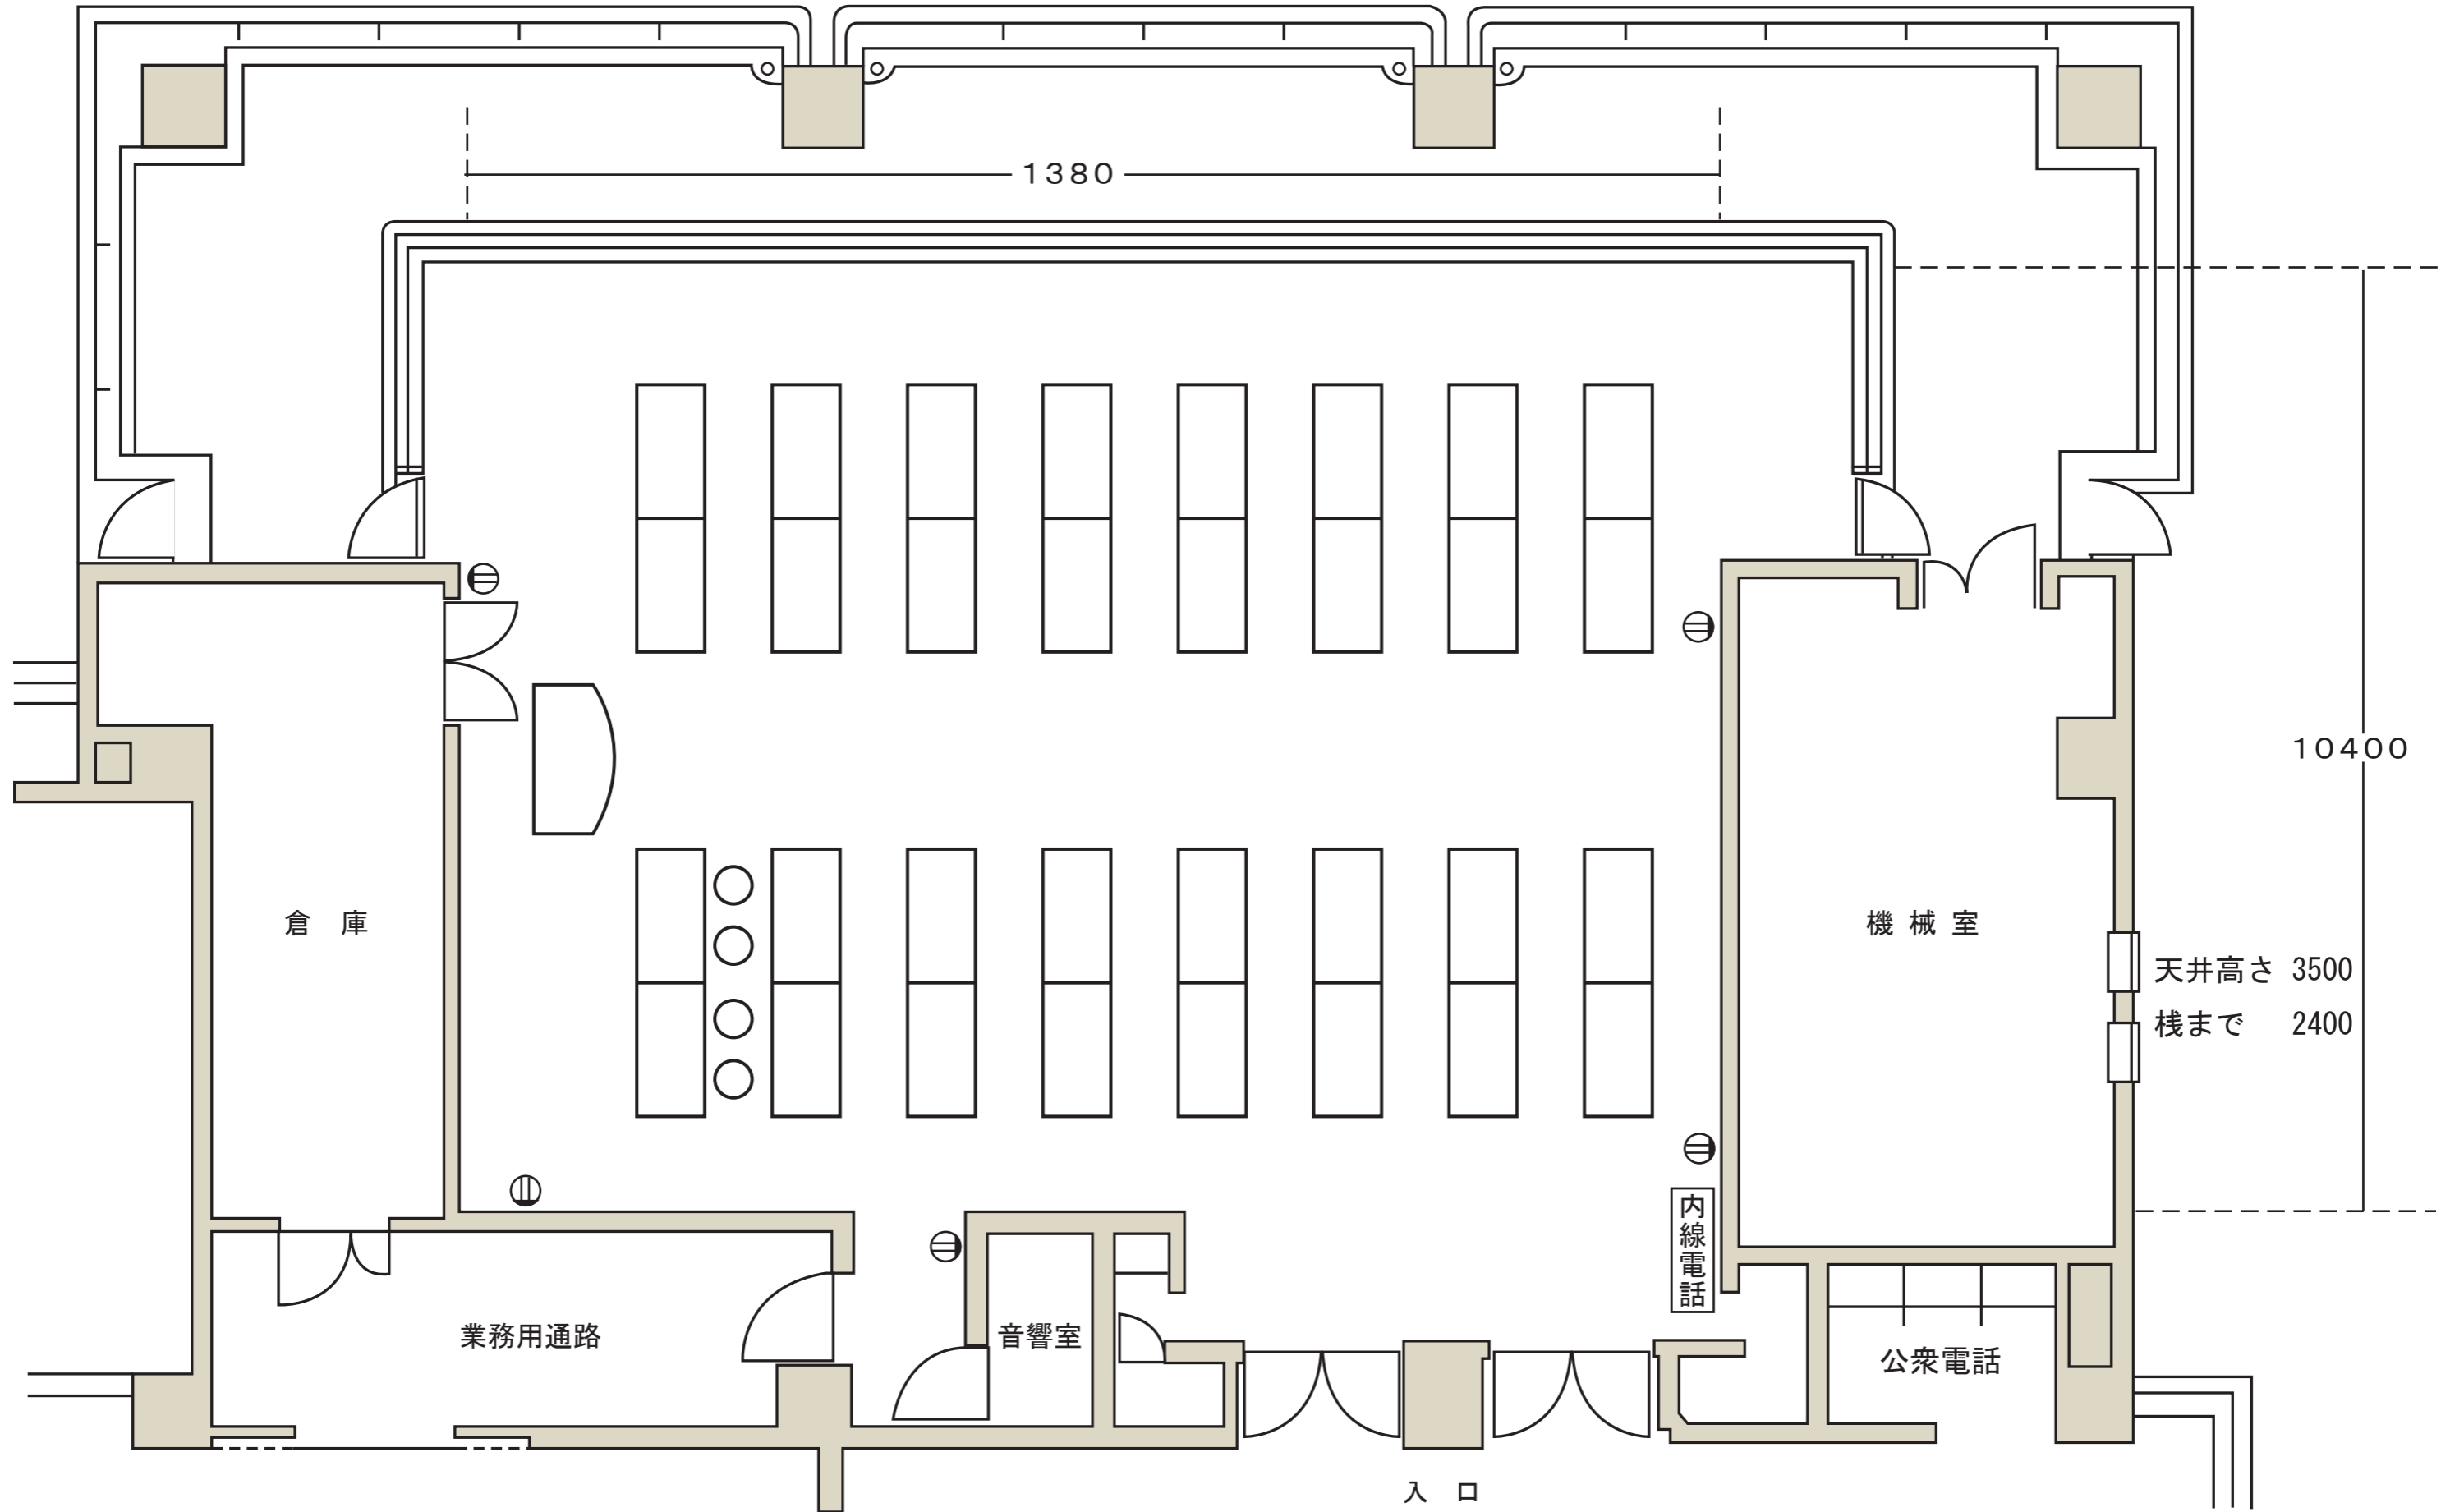 1380
10400
倉 庫
機 械 室
天井高さ 3500
桟まで 2400
内線電話
業務用通路
音響室
公衆電話
入 口